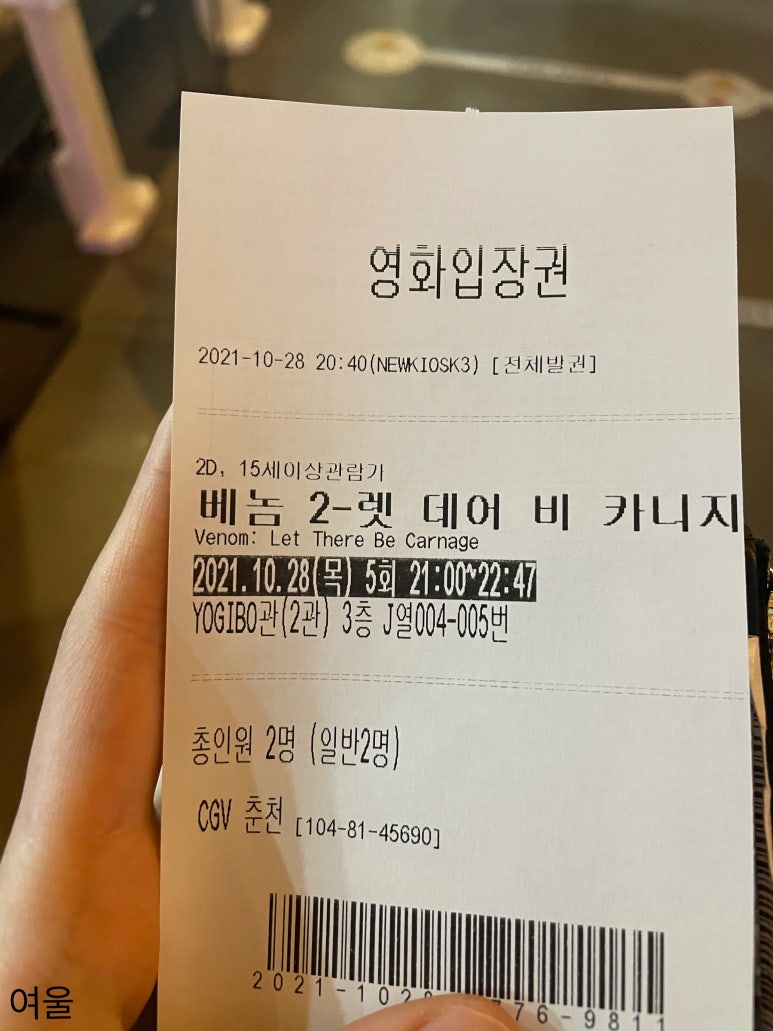 영화입장권
2021-10-28 20:40(NEWKIOSK3) [전체발권]
2D, 15세이상관람가
베놈 2-렛 데어 비 카니지
Venom: Let There Be Carnage
2021.10.28(목) 5회 21:00~22:47
YOGIBO관(2관) 3층 J열004-005번
총인원 2명 (일반2명)
CGV 춘천 [104-81-45690]
여울